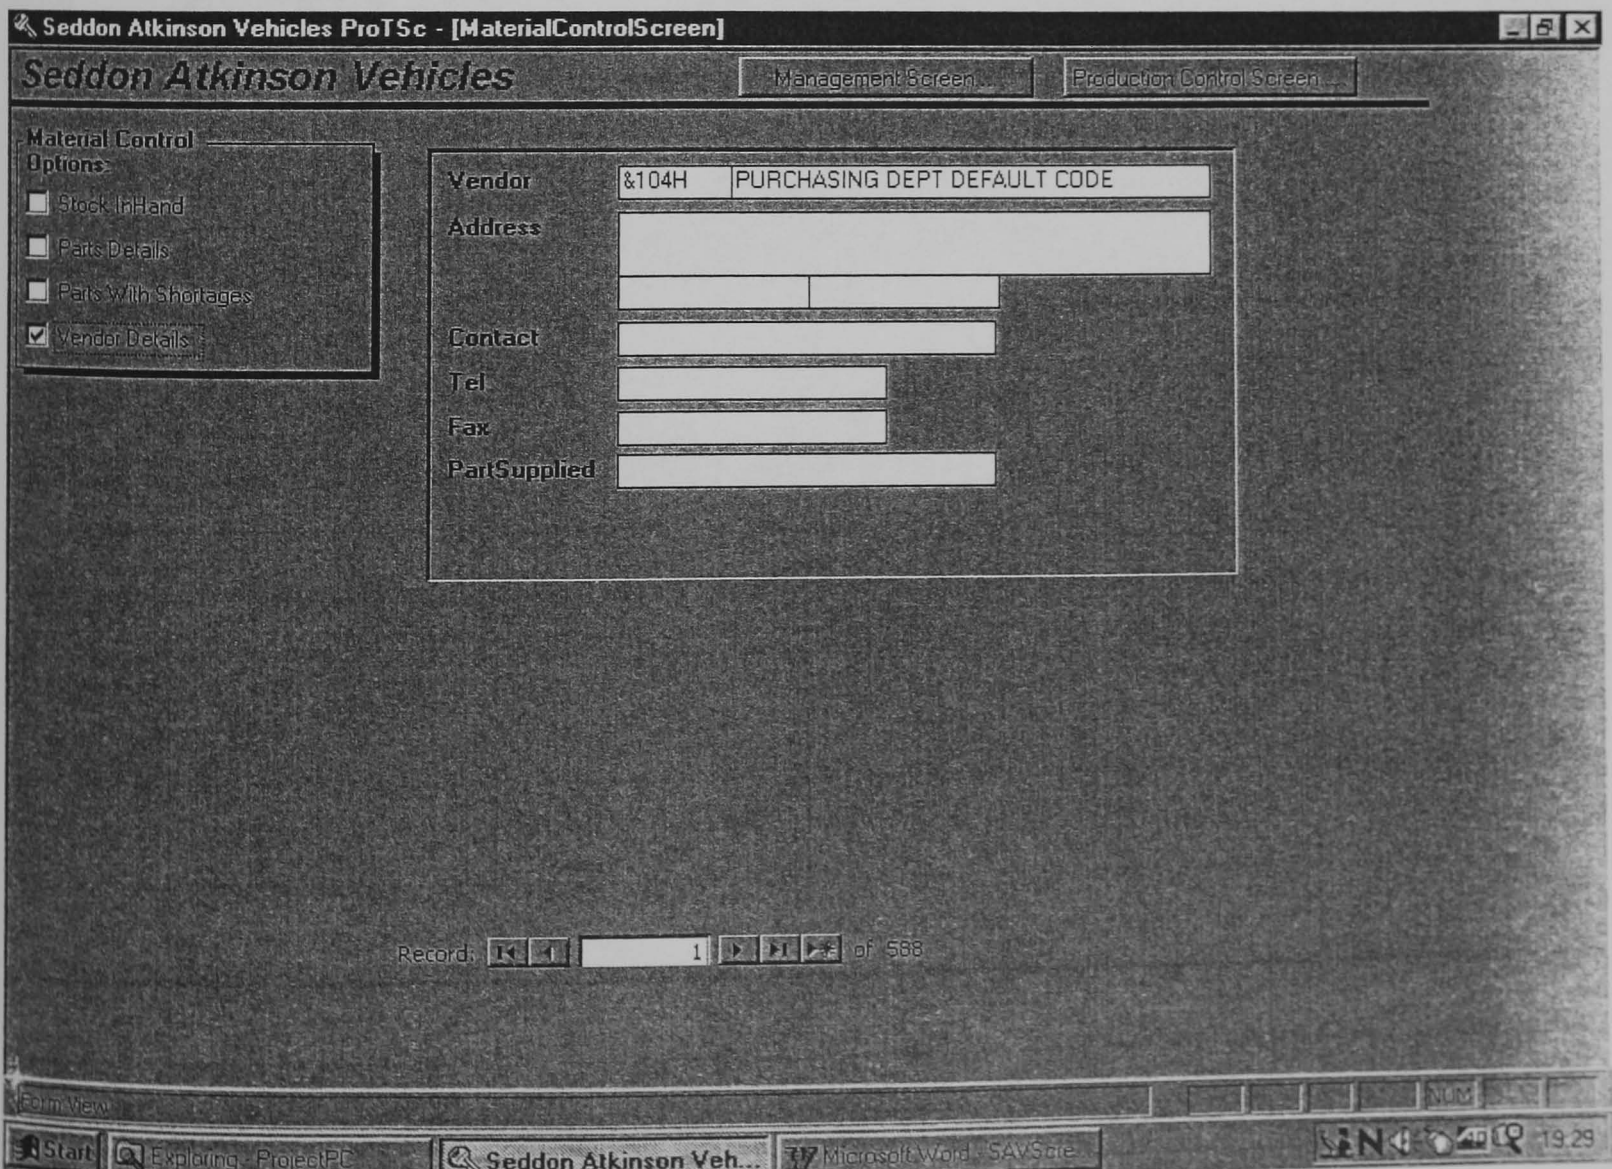 Seddon Atkinson Vehicles ProTSc - [MaterialControlScreen]
Seddon Atkinson Vehicles
Management Screen...
Production Control Screen...
Material Control
Options:
Stock InHand
Parts Details
Parts With Shortages
Vendor Details
Vendor &104H PURCHASING DEPT DEFAULT CODE
Address
Contact
Tel
Fax
PartSupplied
Record: 1 of 588
Form View
NUM
Start Exploring - ProjectPC Seddon Atkinson Veh... Microsoft Word - SAVScre... 19:29